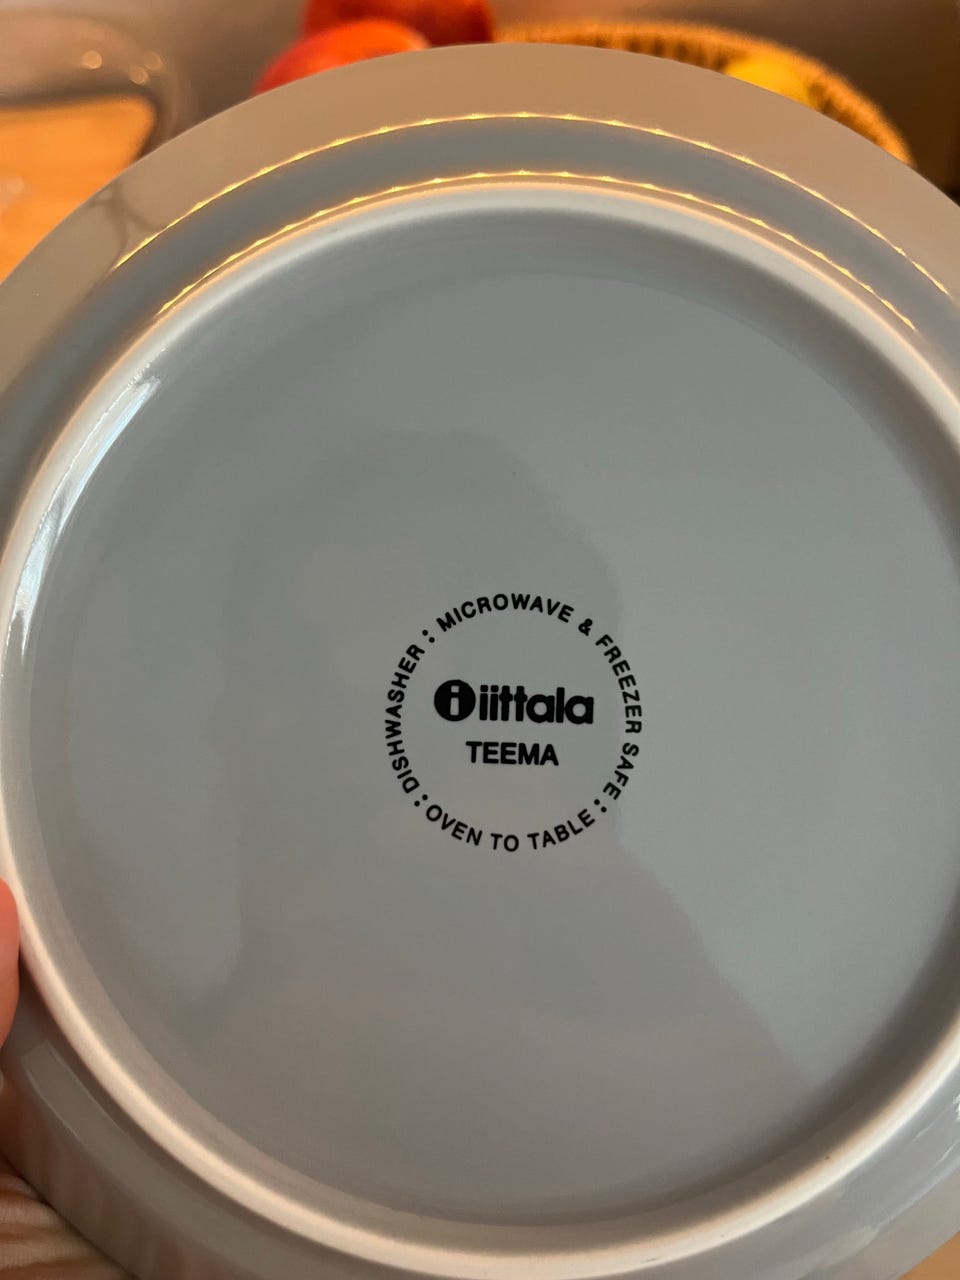 DISHWASHER : MICROWAVE & FREEZER SAFE :
i iittala
TEEMA
OVEN TO TABLE :